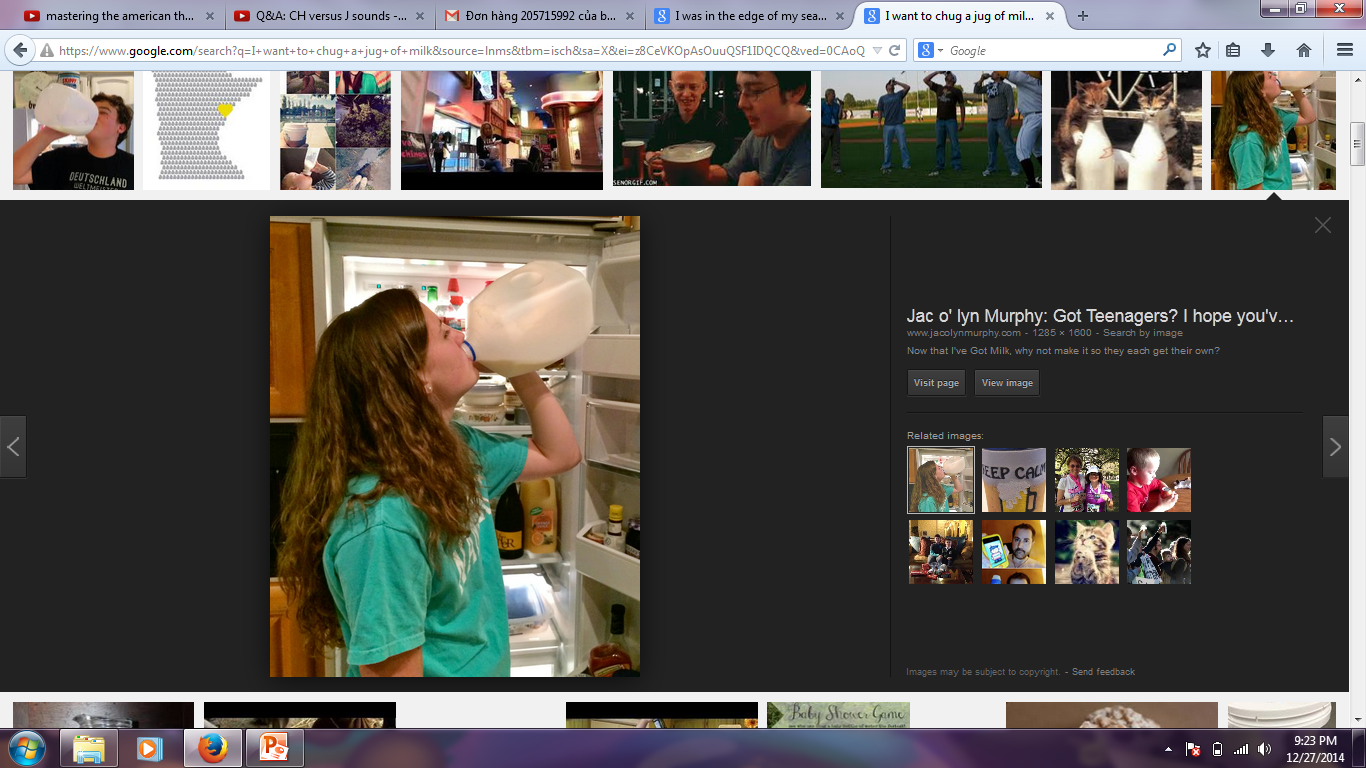 mastering the american th...
Q&A: CH versus J sounds -...
Đơn hàng 205715992 của b...
I was in the edge of my sea...
I want to chug a jug of mil...
https://www.google.com/search?q=I+want+to+chug+a+jug+of+milk&source=lnms&tbm=isch&sa=X&ei=z8CeVKOpAsOuuQSF1IDQCQ&ved=0CAoQ
Google
DEUTSCHLAND
WELTMEISTER
SENORGIF.COM
Jac o' lyn Murphy: Got Teenagers? I hope you'v...
www.jacolynmurphy.com - 1285 × 1600 - Search by image
Now that I've Got Milk, why not make it so they each get their own?
Visit page
View image
Related images:
KEEP CALM
Images may be subject to copyright. - Send feedback
Baby Shower Game
9:23 PM
12/27/2014